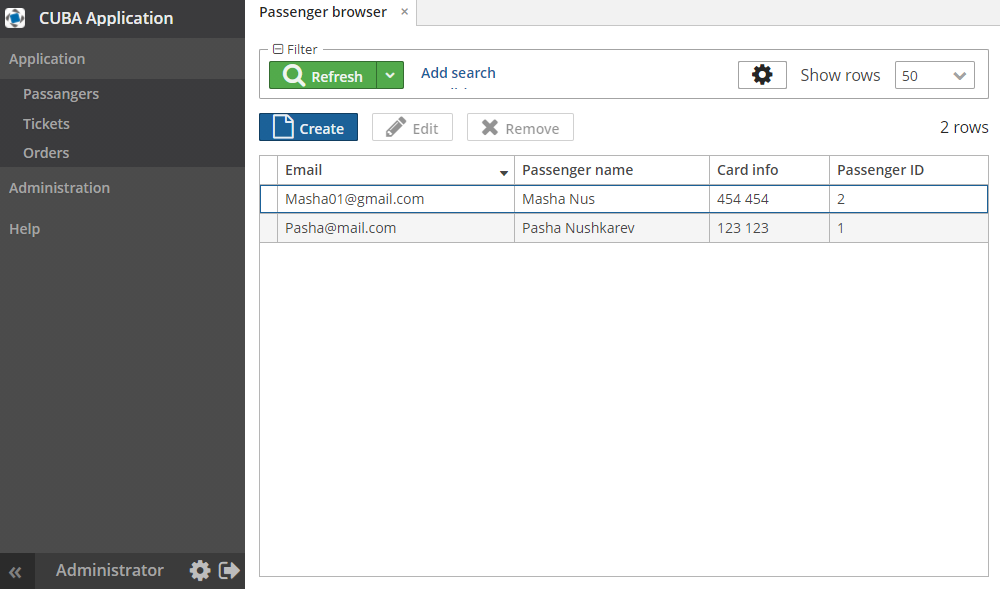 CUBA Application
Application
Passangers
Tickets
Orders
Administration
Help
Administrator
Passenger browser ×
Filter
Refresh
Add search
Show rows 50
Create Edit Remove 2 rows
Email Passenger name Card info Passenger ID
Masha01@gmail.com Masha Nus 454 454 2
Pasha@mail.com Pasha Nushkarev 123 123 1